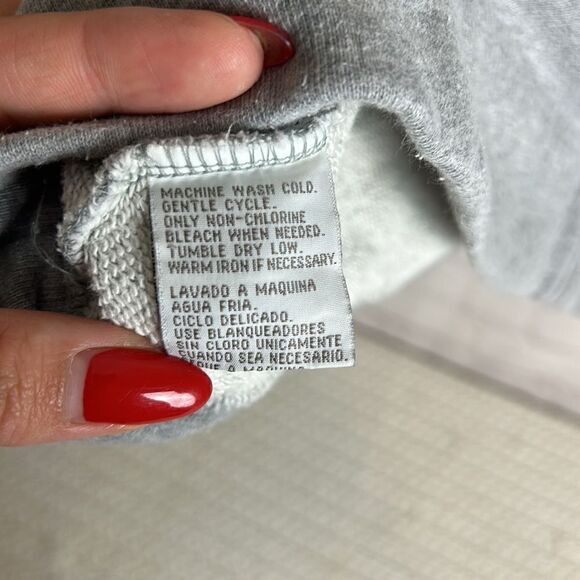 MACHINE WASH COLD.
GENTLE CYCLE.
ONLY NON-CHLORINE
BLEACH WHEN NEEDED.
TUMBLE DRY LOW.
WARM IRON IF NECESSARY.
LAVADO A MAQUINA
AGUA FRIA.
CICLO DELICADO.
USE BLANQUEADORES
SIN CLORO UNICAMENTE
CUANDO SEA NECESARIO.
A MAQUINA